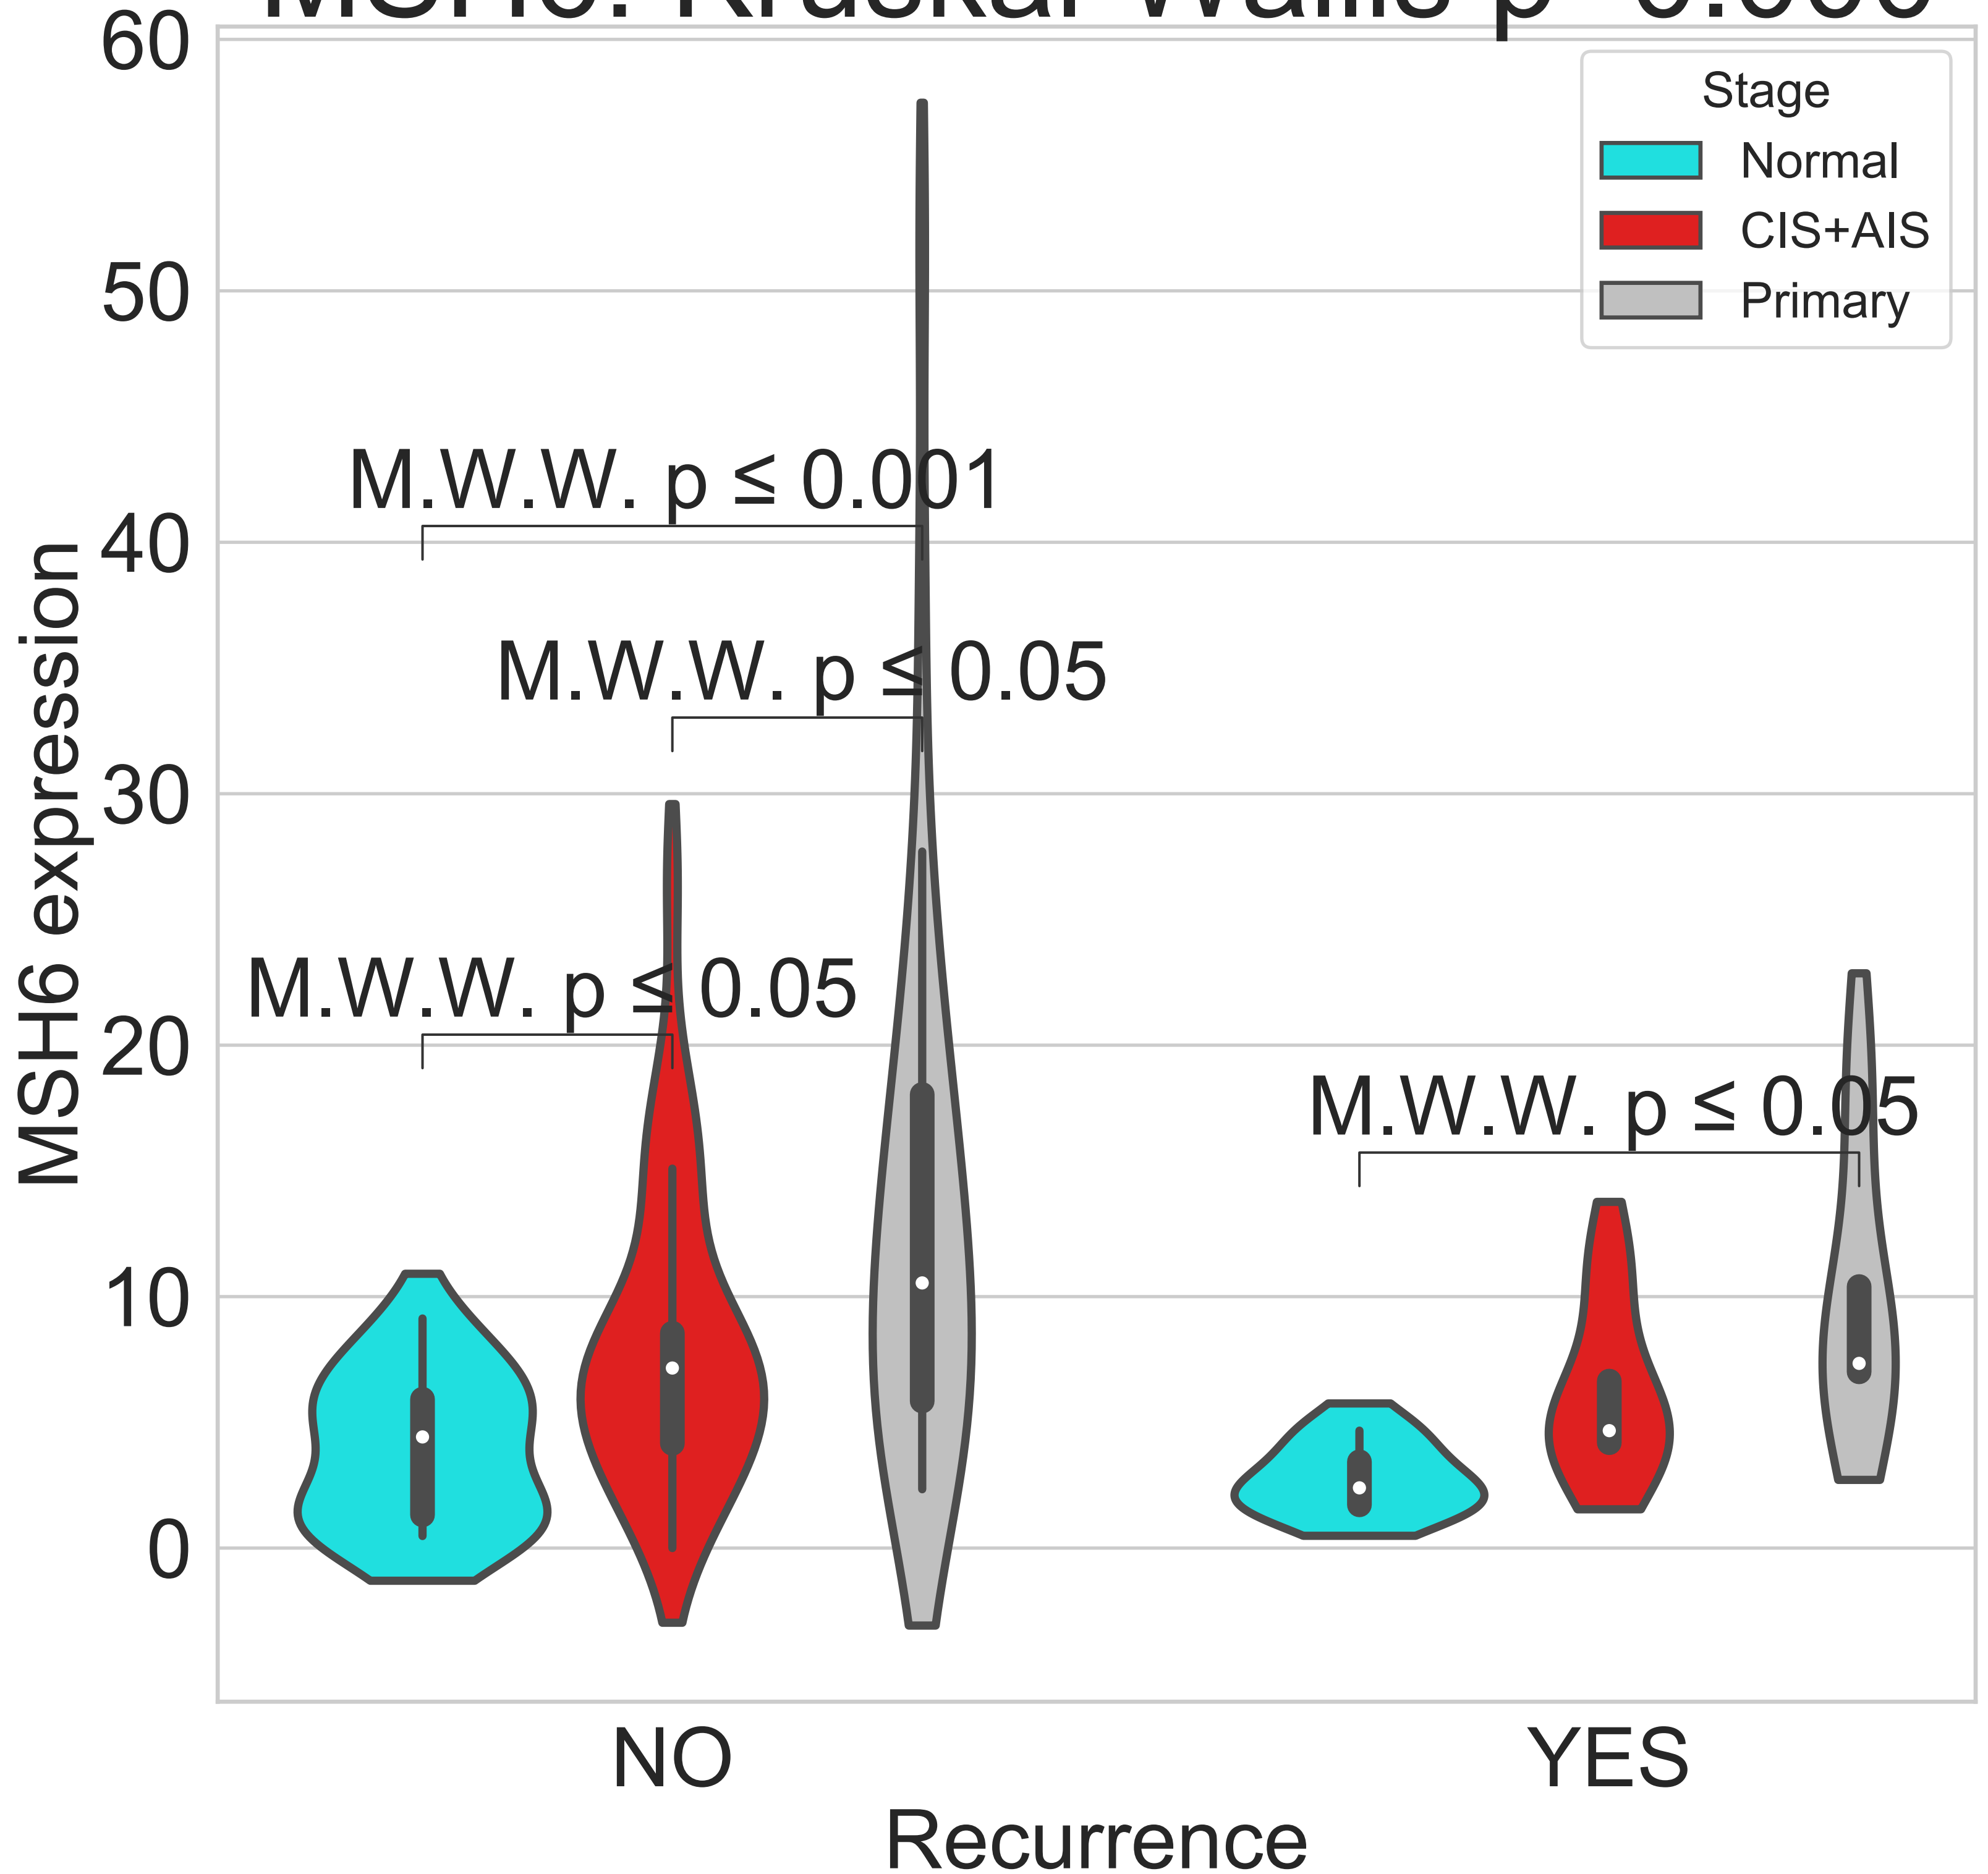 60
Stage
Normal
CIS+AIS
Primary
50
M.W.W. p ≤ 0.001
40
M.W.W. p ≤ 0.05
30
M.W.W. p ≤ 0.05
20
M.W.W. p ≤ 0.05
10
0
MSH6 expression
NO
YES
Recurrence